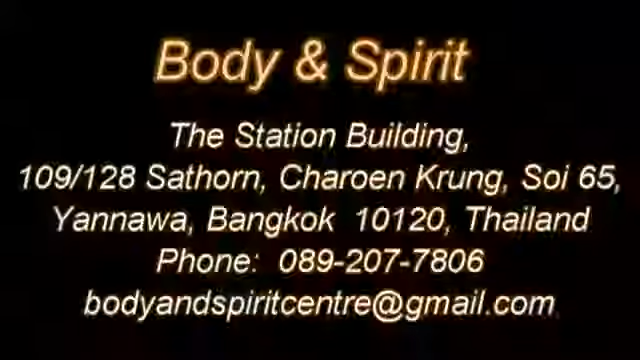 Body & Spirit
The Station Building,
109/128 Sathorn, Charoen Krung, Soi 65,
Yannawa, Bangkok 10120, Thailand
Phone: 089-207-7806
bodyandspiritcentre@gmail.com